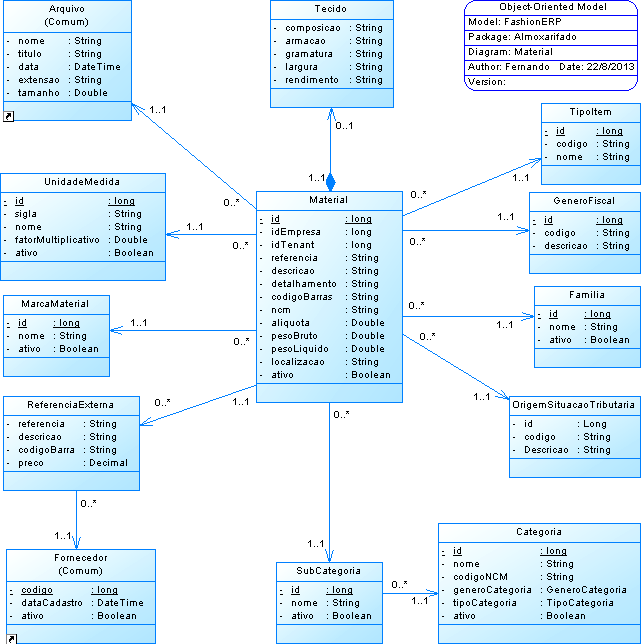 Arquivo
(Comum)
- nome : String
- titulo : String
- data : DateTime
- extensao : String
- tamanho : Double
Tecido
- composicao : String
- armacao : String
- gramatura : String
- largura : String
- rendimento : String
Object-Oriented Model
Model: FashionERP
Package: Almoxarifado
Diagram: Material
Author: Fernando Date: 22/8/2013
Version:
1..1
0..*
0..1
1..1
TipoItem
- id : long
- codigo : String
- nome : String
1..1
0..*
UnidadeMedida
- id : long
- sigla : String
- nome : String
- fatorMultiplicativo : Double
- ativo : Boolean
1..1
0..*
Material
- id : long
- idEmpresa : long
- idTenant : long
- referencia : String
- descricao : String
- detalhamento : String
- codigoBarras : String
- ncm : String
- aliquota : Double
- pesoBruto : Double
- pesoLiquido : Double
- localizacao : String
- ativo : Boolean
GeneroFiscal
- id : long
- codigo : String
- descricao : String
1..1
0..*
MarcaMaterial
- id : long
- nome : String
- ativo : Boolean
1..1
0..*
Familia
- id : long
- nome : String
- ativo : Boolean
0..*
1..1
0..*
1..1
OrigemSituacaoTributaria
- id : Long
- codigo : String
- Descricao : String
ReferenciaExterna
- referencia : String
- descricao : String
- codigoBarra : String
- preco : Decimal
0..*
1..1
0..*
1..1
0..*
1..1
Fornecedor
(Comum)
- codigo : long
- dataCadastro : DateTime
- ativo : Boolean
SubCategoria
- id : long
- nome : String
- ativo : Boolean
0..*
1..1
Categoria
- id : long
- nome : String
- codigoNCM : String
- generoCategoria : GeneroCategoria
- tipoCategoria : TipoCategoria
- ativo : Boolean